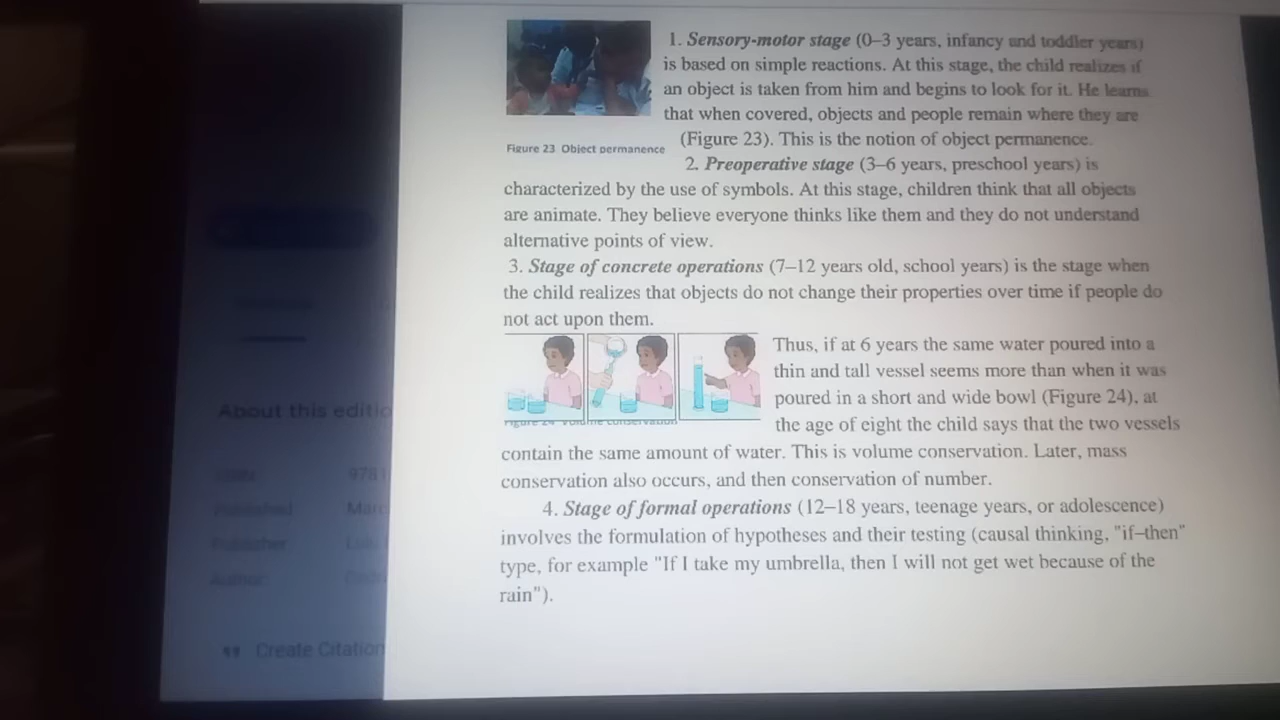 1. Sensory-motor stage (0–3 years, infancy and toddler years)
is based on simple reactions. At this stage, the child realizes if
an object is taken from him and begins to look for it. He learns
that when covered, objects and people remain where they are
(Figure 23). This is the notion of object permanence.
Figure 23 Object permanence
2. Preoperative stage (3–6 years, preschool years) is
characterized by the use of symbols. At this stage, children think that all objects
are animate. They believe everyone thinks like them and they do not understand
alternative points of view.
3. Stage of concrete operations (7–12 years old, school years) is the stage when
the child realizes that objects do not change their properties over time if people do
not act upon them.
Thus, if at 6 years the same water poured into a
thin and tall vessel seems more than when it was
poured in a short and wide bowl (Figure 24), at
the age of eight the child says that the two vessels
Figure 24 Volume conservation
contain the same amount of water. This is volume conservation. Later, mass
conservation also occurs, and then conservation of number.
4. Stage of formal operations (12–18 years, teenage years, or adolescence)
involves the formulation of hypotheses and their testing (causal thinking, "if–then"
type, for example "If I take my umbrella, then I will not get wet because of the
rain").
About this editio
ISBN 978
Published Marc
Publisher
Author:
Create Citation